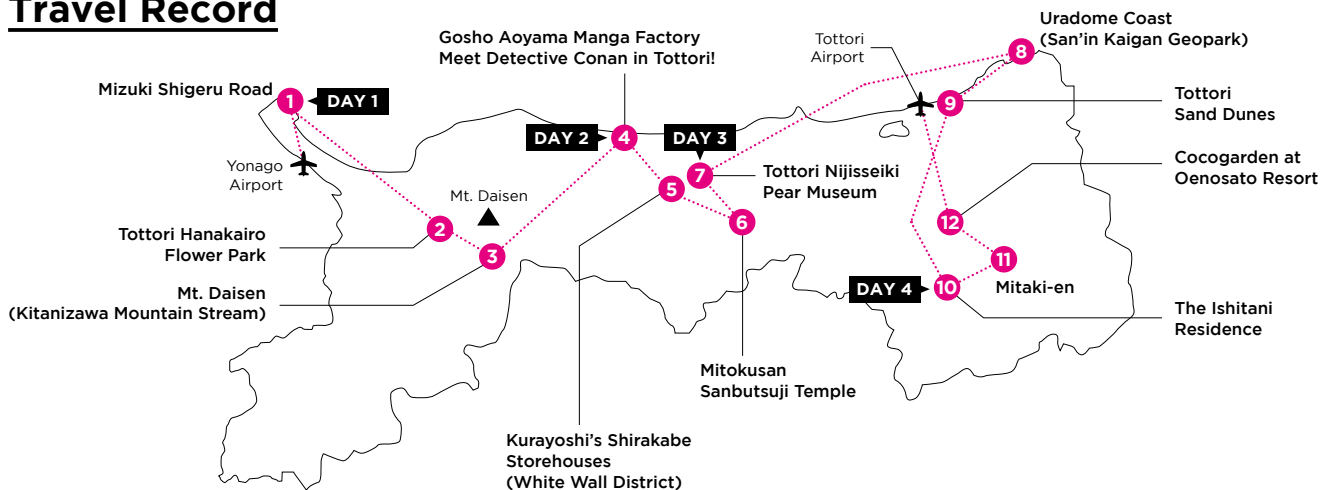 Travel Record
Mizuki Shigeru Road
1
DAY 1
Yonago
Airport
Tottori Hanakairo
Flower Park
2
Mt. Daisen
3
Mt. Daisen
(Kitanizawa Mountain Stream)
Gosho Aoyama Manga Factory
Meet Detective Conan in Tottori!
DAY 2
4
5
Kurayoshi's Shirakabe
Storehouses
(White Wall District)
6
Mitokusan
Sanbutsuji Temple
DAY 3
7
Tottori Nijisseiki
Pear Museum
Uradome Coast
(San'in Kaigan Geopark)
8
Tottori
Airport
9
Tottori
Sand Dunes
Cocogarden at
Oenosato Resort
12
11
Mitaki-en
DAY 4
10
The Ishitani
Residence